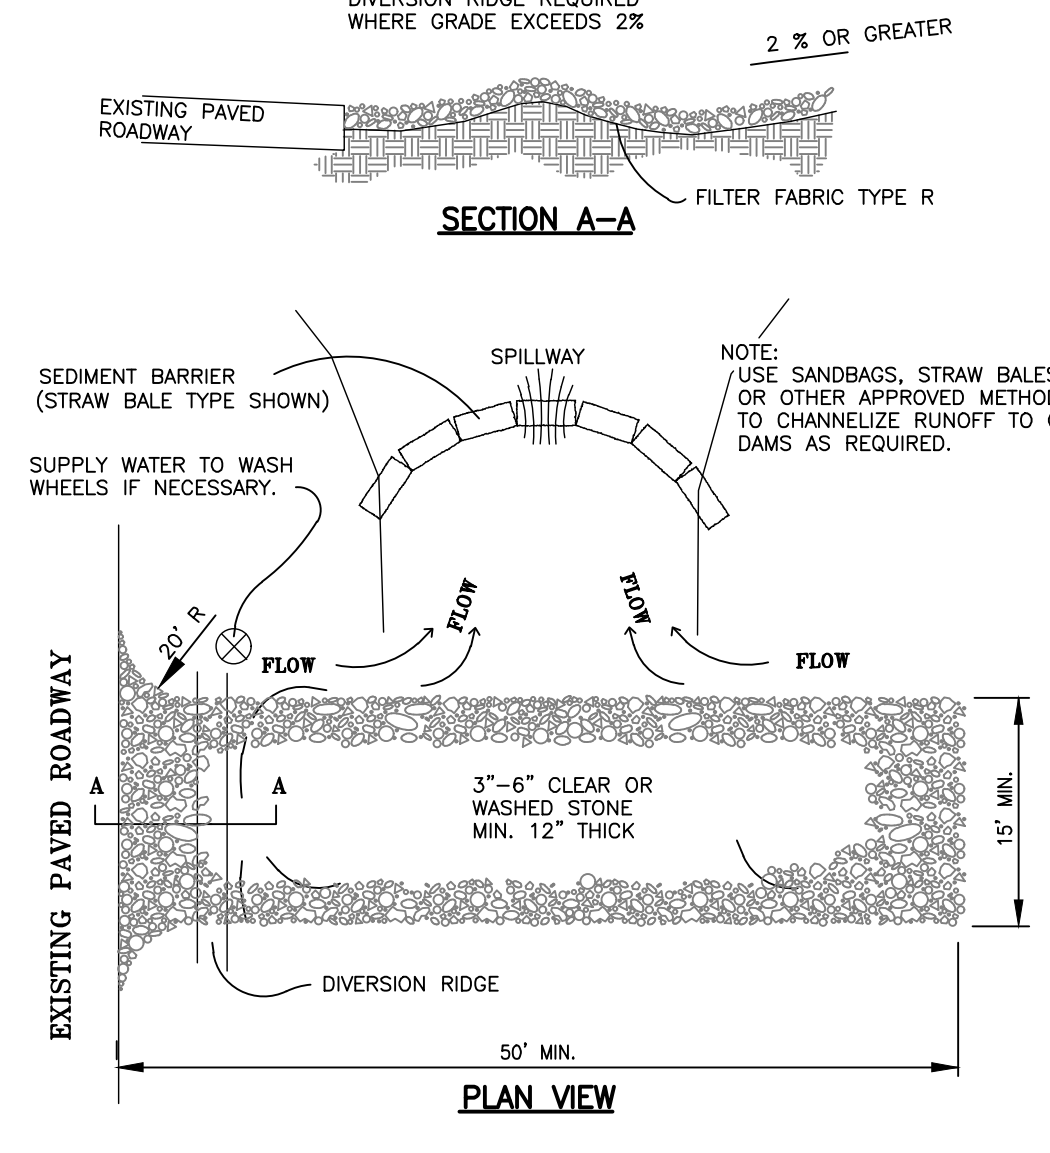 DIVERSION RIDGE REQUIRED
WHERE GRADE EXCEEDS 2%
2 % OR GREATER
EXISTING PAVED
ROADWAY
FILTER FABRIC TYPE R
SECTION A-A
SPILLWAY
SEDIMENT BARRIER
(STRAW BALE TYPE SHOWN)
NOTE:
USE SANDBAGS, STRAW BALES
OR OTHER APPROVED
TO CHANNELIZE RUNOFF TO
DAMS AS REQUIRED.
SUPPLY WATER TO WASH
WHEELS IF NECESSARY.
20' R
FLOW
FLOW
FLOW
FLOW
EXISTING PAVED ROADWAY
A
A
3"-6" CLEAR OR
WASHED STONE
MIN. 12" THICK
15' MIN.
DIVERSION RIDGE
50' MIN.
PLAN VIEW